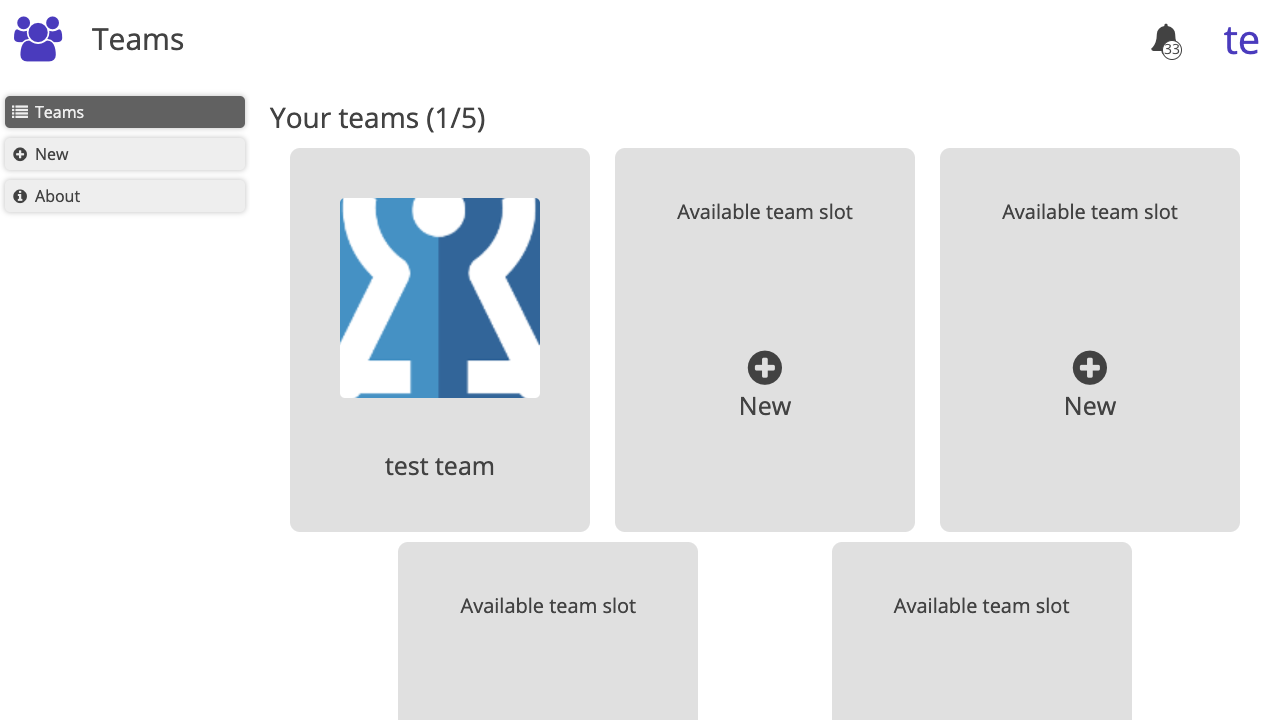 Teams
33
te
Teams
New
About
Your teams (1/5)
test team
Available team slot
New
Available team slot
New
Available team slot
Available team slot